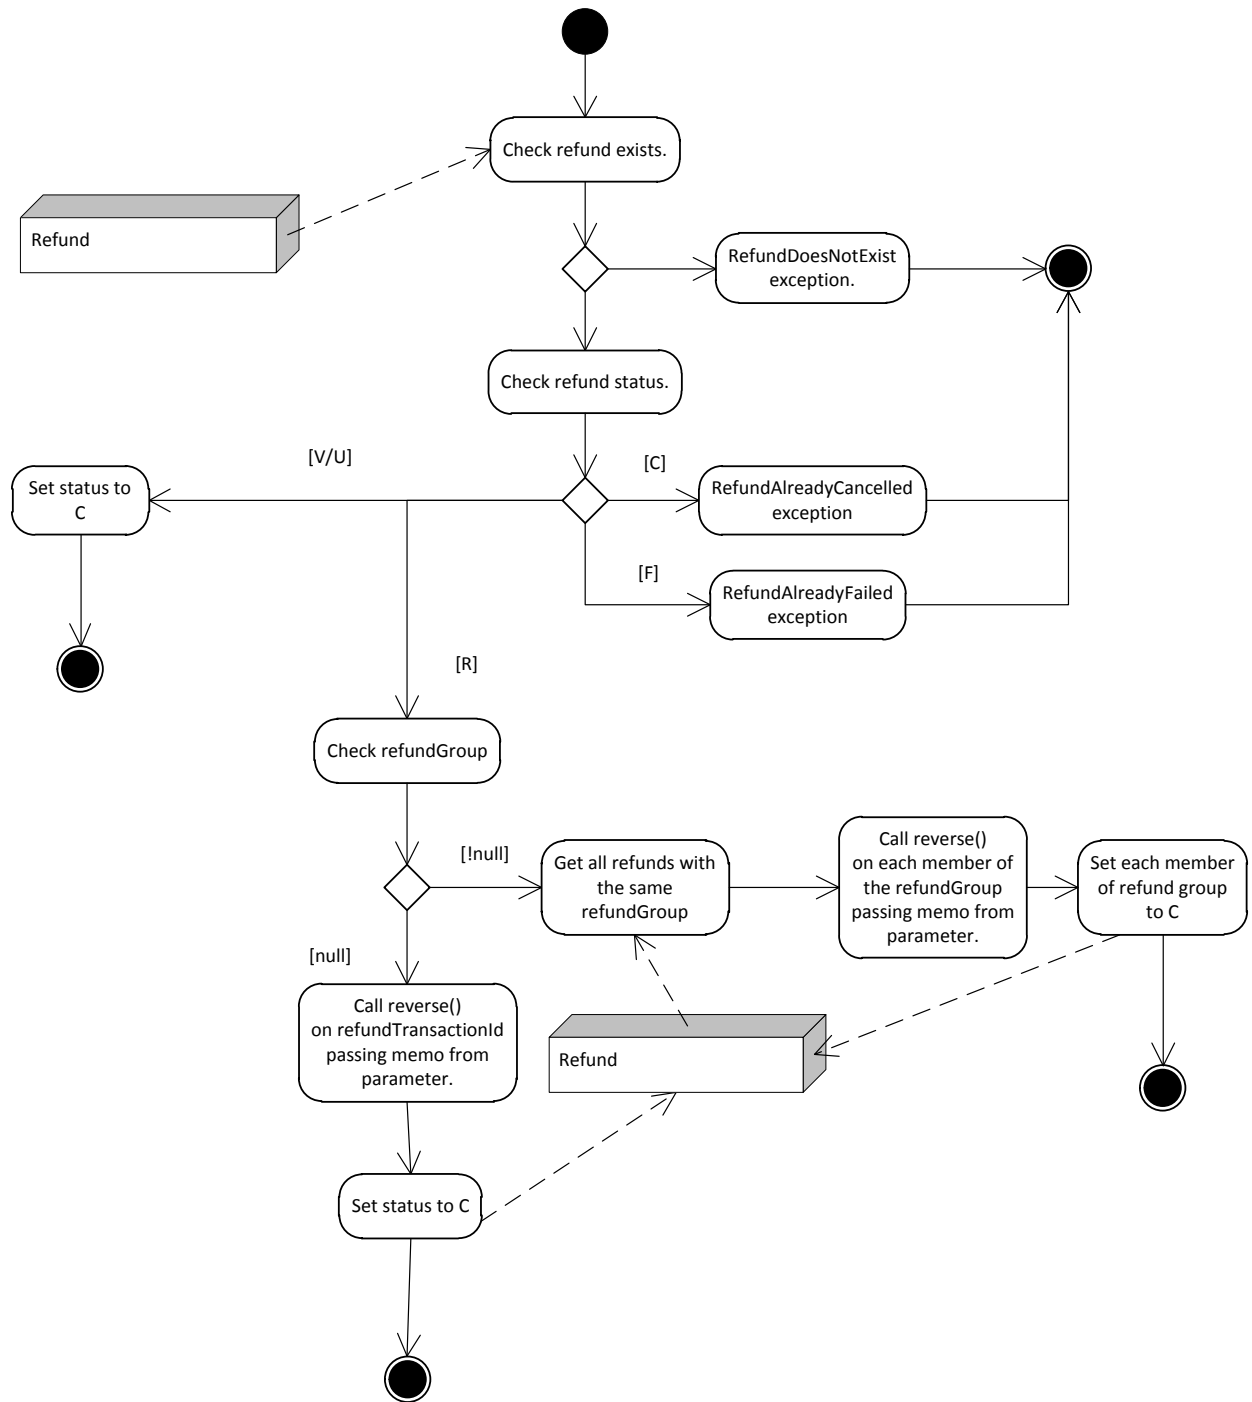 Check refund exists.
Refund
RefundDoesNotExist
exception.
Check refund status.
[V/U]
[C]
Set status to
C
RefundAlreadyCancelled
exception
[F]
RefundAlreadyFailed
exception
[R]
Check refundGroup
[!null]
Get all refunds with
the same
refundGroup
Call reverse()
on each member of
the refundGroup
passing memo from
parameter.
Set each member
of refund group
to C
[null]
Call reverse()
on refundTransactionId
passing memo from
parameter.
Refund
Set status to C